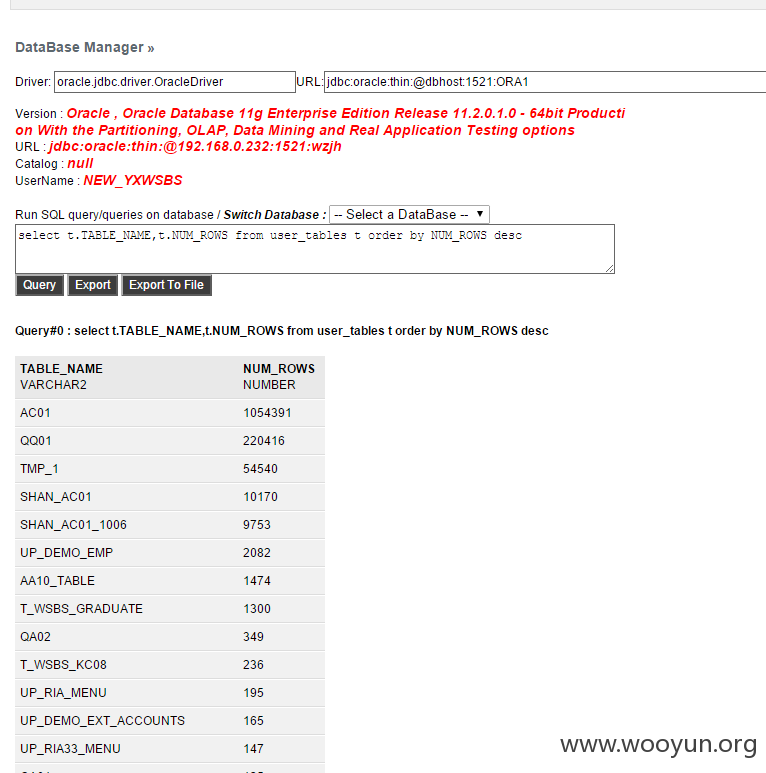 DataBase Manager »
Driver: oracle.jdbc.driver.OracleDriver URL: jdbc:oracle:thin:@dbhost:1521:ORA1
Version : Oracle , Oracle Database 11g Enterprise Edition Release 11.2.0.1.0 - 64bit Producti
on With the Partitioning, OLAP, Data Mining and Real Application Testing options
URL : jdbc:oracle:thin:@192.168.0.232:1521:wzjh
Catalog : null
UserName : NEW_YXWSBS
Run SQL query/queries on database / Switch Database : -- Select a DataBase --
select t.TABLE_NAME,t.NUM_ROWS from user_tables t order by NUM_ROWS desc
Query Export Export To File
Query#0 : select t.TABLE_NAME,t.NUM_ROWS from user_tables t order by NUM_ROWS desc
TABLE_NAME NUM_ROWS
VARCHAR2 NUMBER
AC01 1054391
QQ01 220416
TMP_1 54540
SHAN_AC01 10170
SHAN_AC01_1006 9753
UP_DEMO_EMP 2082
AA10_TABLE 1474
T_WSBS_GRADUATE 1300
QA02 349
T_WSBS_KC08 236
UP_RIA_MENU 195
UP_DEMO_EXT_ACCOUNTS 165
UP_RIA33_MENU 147
www.wooyun.org